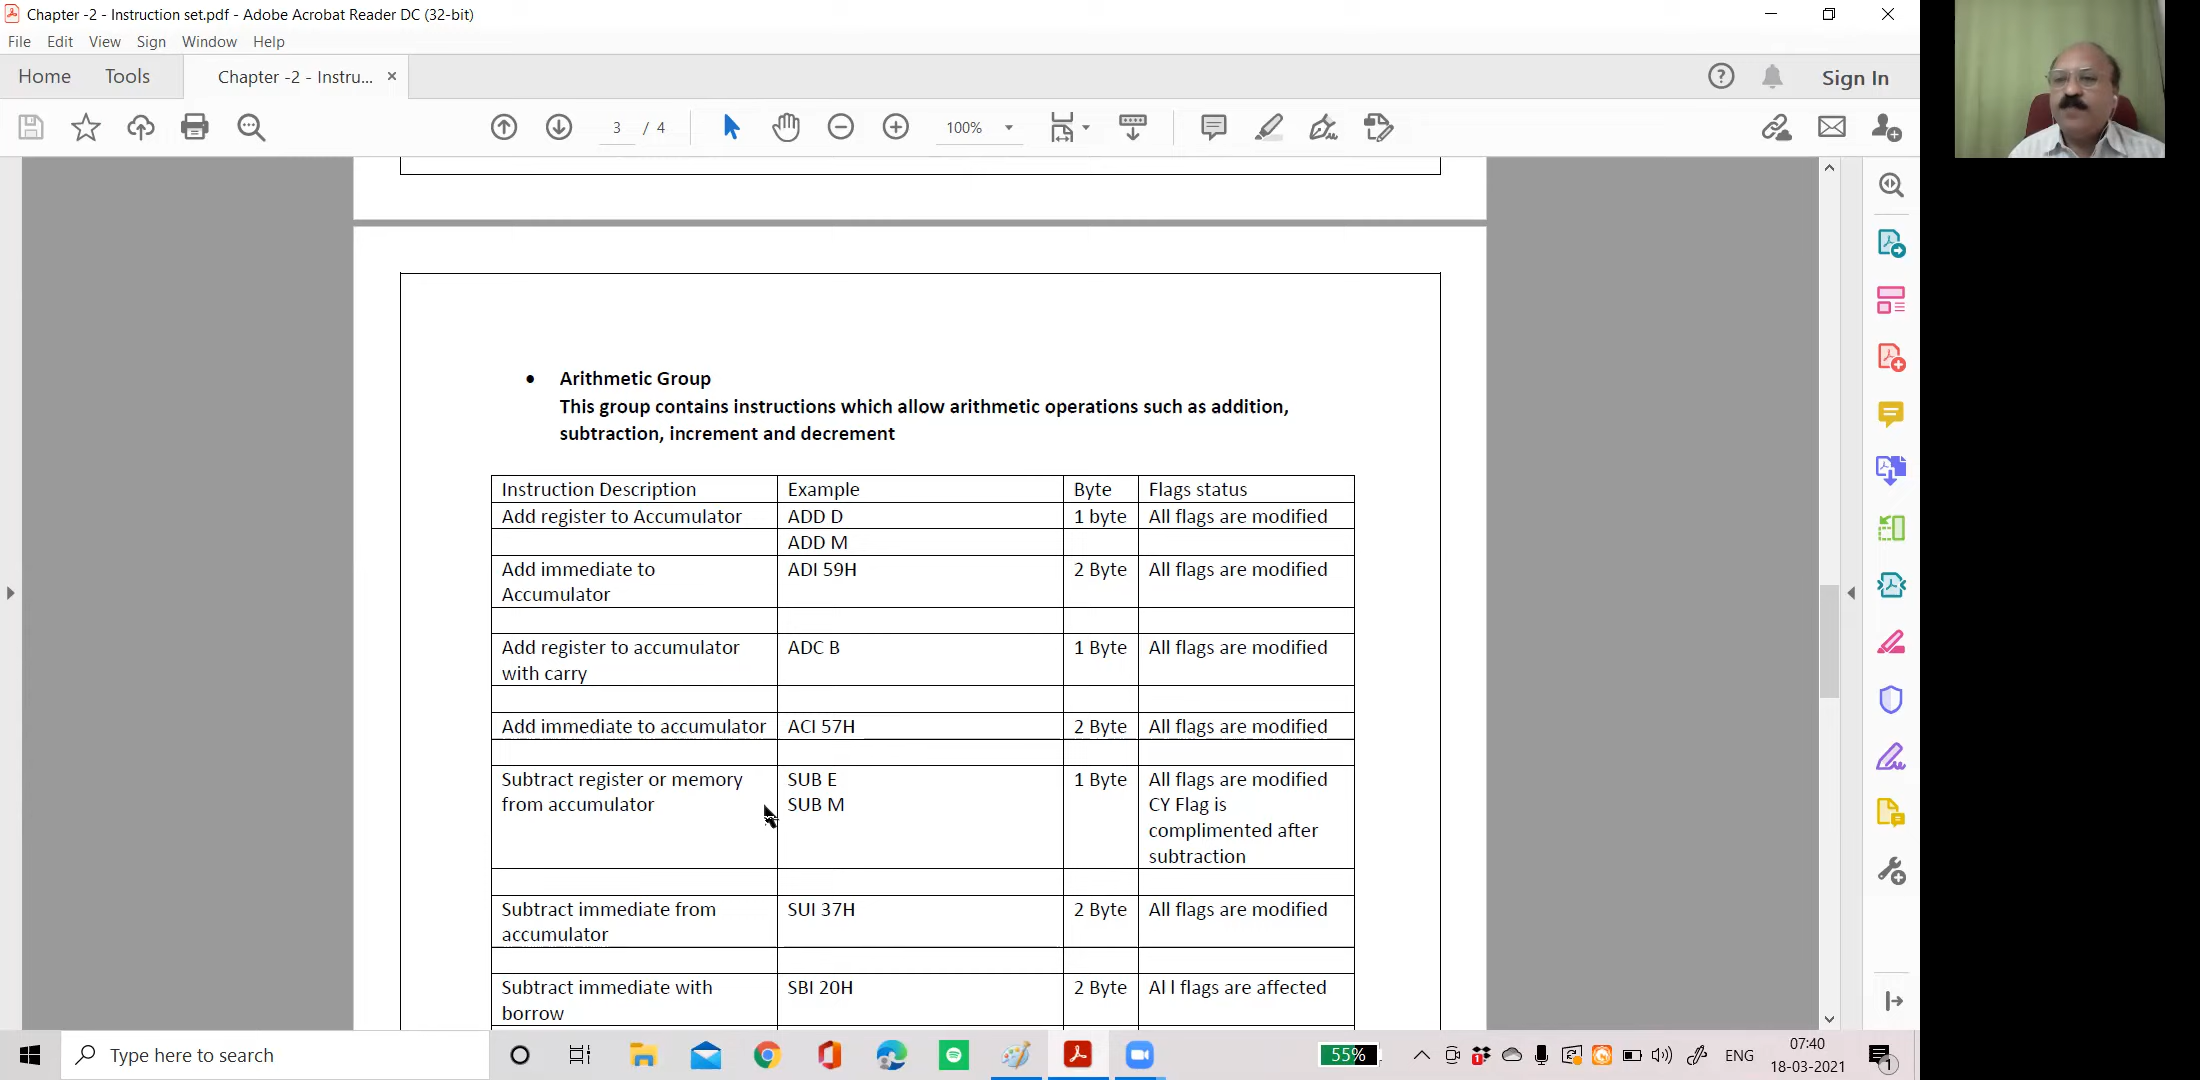 Chapter -2 - Instruction set.pdf - Adobe Acrobat Reader DC (32-bit)
File Edit View Sign Window Help
Home Tools Chapter -2 - Instru... × Sign In
3 / 4 100%
• Arithmetic Group
This group contains instructions which allow arithmetic operations such as addition,
subtraction, increment and decrement
Instruction Description Example Byte Flags status
Add register to Accumulator ADD D 1 byte All flags are modified
ADD M
Add immediate to ADI 59H 2 Byte All flags are modified
Accumulator
Add register to accumulator ADC B 1 Byte All flags are modified
with carry
Add immediate to accumulator ACI 57H 2 Byte All flags are modified
Subtract register or memory SUB E 1 Byte All flags are modified
from accumulator SUB M CY Flag is
complimented after
subtraction
Subtract immediate from SUI 37H 2 Byte All flags are modified
accumulator
Subtract immediate with SBI 20H 2 Byte Al l flags are affected
borrow
Type here to search 55% ENG 07:40
18-03-2021
1
1